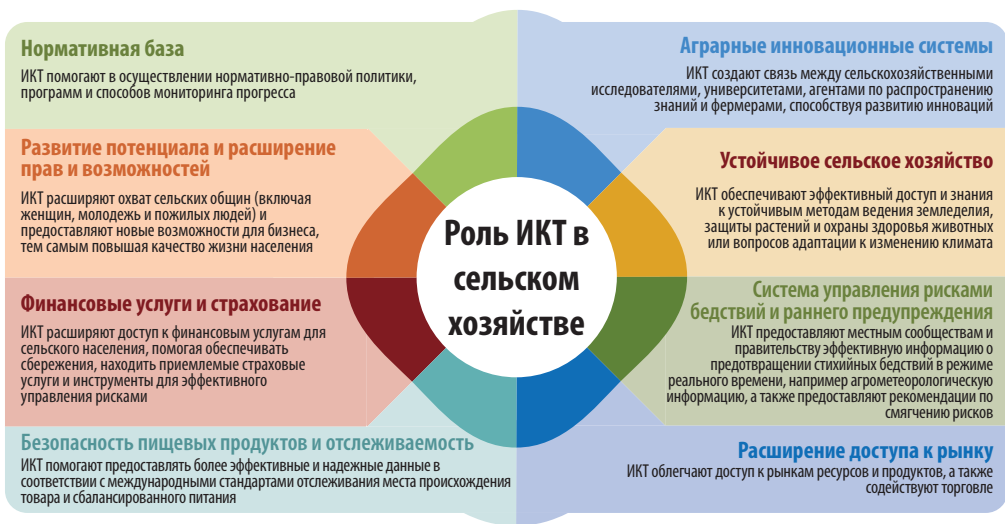 Нормативная база
ИКТ помогают в осуществлении нормативно-правовой политики,
программ и способов мониторинга прогресса
Развитие потенциала и расширение
прав и возможностей
ИКТ расширяют охват сельских общин (включая
женщин, молодежь и пожилых людей) и
предоставляют новые возможности для бизнеса,
тем самым повышая качество жизни населения
Финансовые услуги и страхование
ИКТ расширяют доступ к финансовым услугам для
сельского населения, помогая обеспечивать
сбережения, находить приемлемые страховые
услуги и инструменты для эффективного
управления рисками
Безопасность пищевых продуктов и отслеживаемость
ИКТ помогают предоставлять более эффективные и надежные данные в
соответствии с международными стандартами отслеживания места происхождения
товара и сбалансированного питания
Роль ИКТ в
сельском
хозяйстве
Аграрные инновационные системы
ИКТ создают связь между сельскохозяйственными
исследователями, университетами, агентами по распространению
знаний и фермерами, способствуя развитию инноваций
Устойчивое сельское хозяйство
ИКТ обеспечивают эффективный доступ и знания
к устойчивым методам ведения земледелия,
защиты растений и охраны здоровья животных
или вопросов адаптации к изменению климата
Система управления рисками
бедствий и раннего предупреждения
ИКТ предоставляют местным сообществам и
правительству эффективную информацию о
предотвращении стихийных бедствий в режиме
реального времени, например агрометеорологическую
информацию, а также предоставляют рекомендации по
смягчению рисков
Расширение доступа к рынку
ИКТ облегчают доступ к рынкам ресурсов и продуктов, а также
содействуют торговле